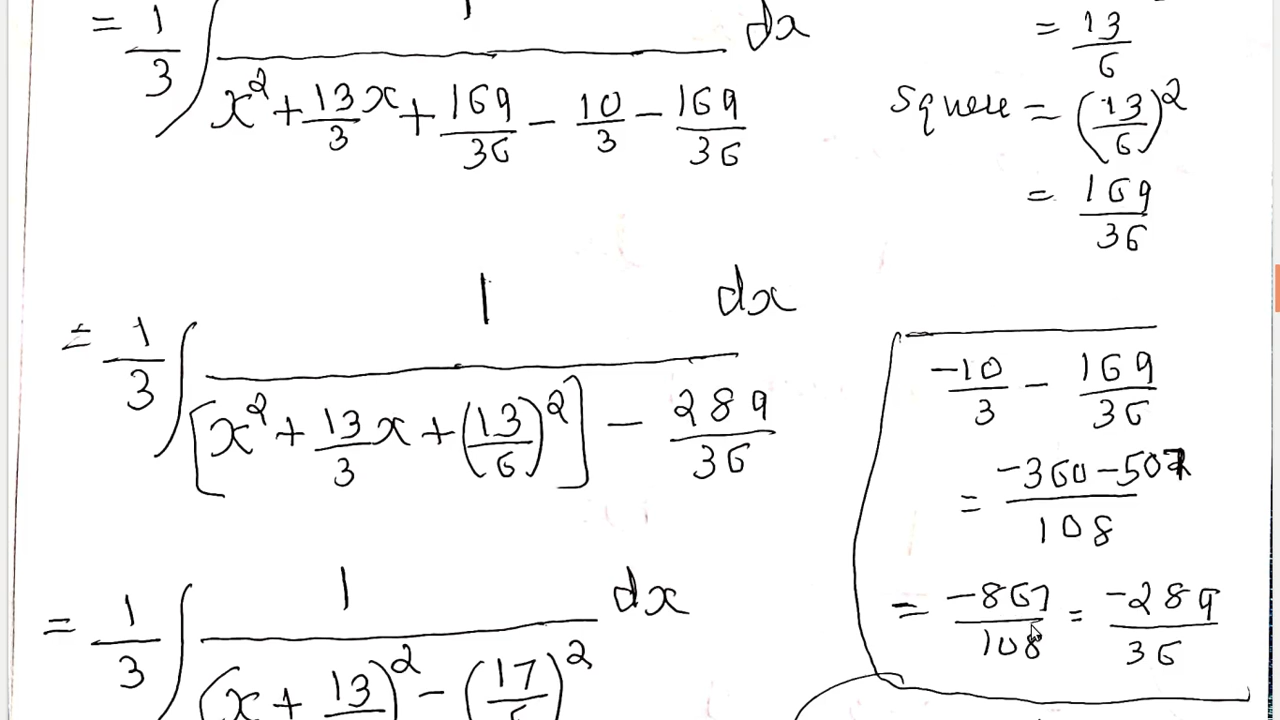 = 1/3 ∫ 1/(x² + 13/3 x + 169/36 − 10/3 − 169/36) dx
= 1/3 ∫ 1/([x² + 13/3 x + (13/6)²] − 289/36) dx
= 1/3 ∫ 1/((x + 13/6)² − (17/6)²) dx
= 13/6
Square = (13/6)²
= 169/36
−10/3 − 169/36
= (−360 − 507)/108
= −867/108 = −289/36